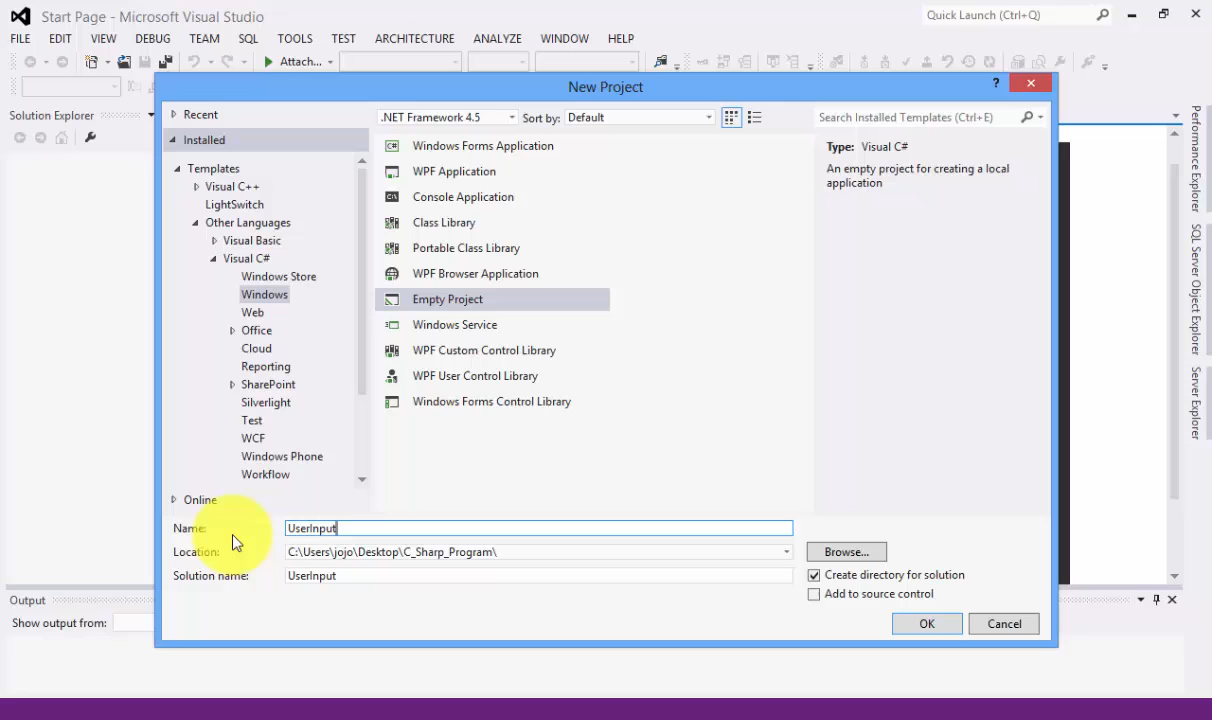 Start Page - Microsoft Visual Studio
Quick Launch (Ctrl+Q)
FILE EDIT VIEW DEBUG TEAM SQL TOOLS TEST ARCHITECTURE ANALYZE WINDOW HELP
Attach...
New Project
?
Solution Explorer
Recent
.NET Framework 4.5
Sort by:
Default
Search Installed Templates (Ctrl+E)
Installed
Templates
Visual C++
LightSwitch
Other Languages
Visual Basic
Visual C#
Windows Store
Windows
Web
Office
Cloud
Reporting
SharePoint
Silverlight
Test
WCF
Windows Phone
Workflow
Online
C# Windows Forms Application
WPF Application
Console Application
Class Library
Portable Class Library
WPF Browser Application
Empty Project
Windows Service
WPF Custom Control Library
WPF User Control Library
Windows Forms Control Library
Type: Visual C#
An empty project for creating a local
application
Performance Explorer
SQL Server Object Explorer
Server Explorer
Name:
UserInput
Location:
C:\Users\jojo\Desktop\C_Sharp_Program\
Browse...
Solution name:
UserInput
Create directory for solution
Add to source control
OK
Cancel
Output
Show output from: